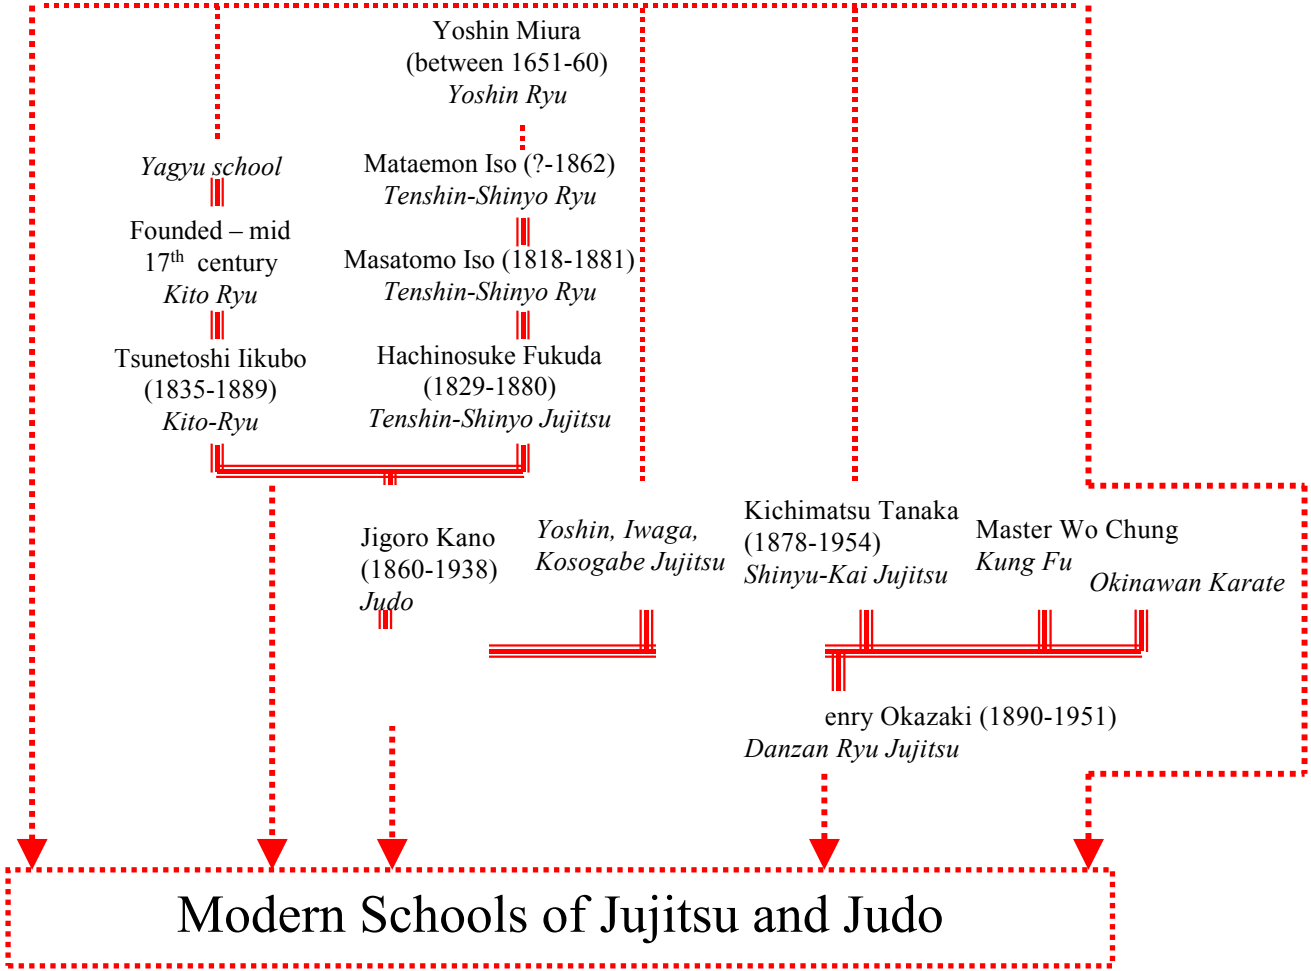 Yoshin Miura
(between 1651-60)
Yoshin Ryu
Yagyu school
Founded – mid
17th century
Kito Ryu
Tsunetoshi Iikubo
(1835-1889)
Kito-Ryu
Mataemon Iso (?-1862)
Tenshin-Shinyo Ryu
Masatomo Iso (1818-1881)
Tenshin-Shinyo Ryu
Hachinosuke Fukuda
(1829-1880)
Tenshin-Shinyo Jujitsu
Jigoro Kano
(1860-1938)
Judo
Yoshin, Iwaga,
Kosogabe Jujitsu
Kichimatsu Tanaka
(1878-1954)
Shinyu-Kai Jujitsu
Master Wo Chung
Kung Fu
Okinawan Karate
enry Okazaki (1890-1951)
Danzan Ryu Jujitsu
Modern Schools of Jujitsu and Judo